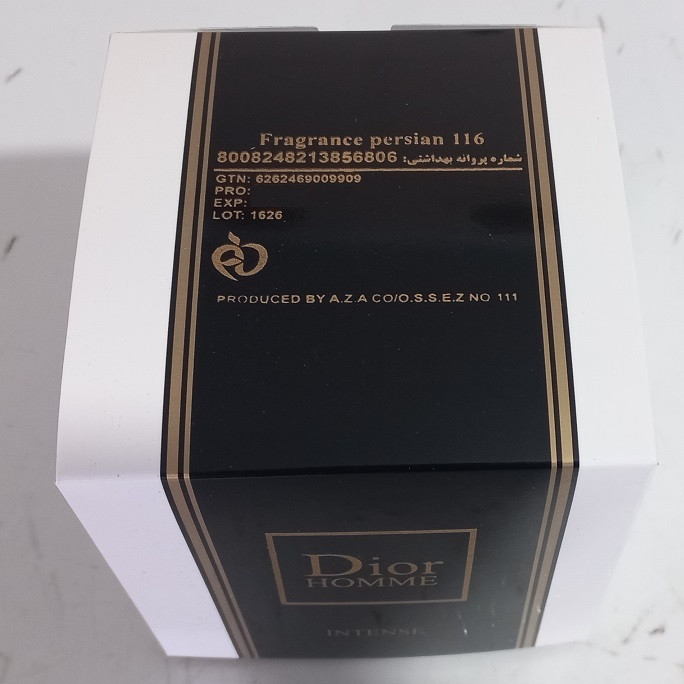 Fragrance persian 116
شماره پروانه بهداشتی: 8008248213856806
GTN: 6262469009909
PRO:
EXP:
LOT: 1626
PRODUCED BY A.Z.A CO/O.S.S.E.Z NO 111
Dior
HOMME
INTENSE